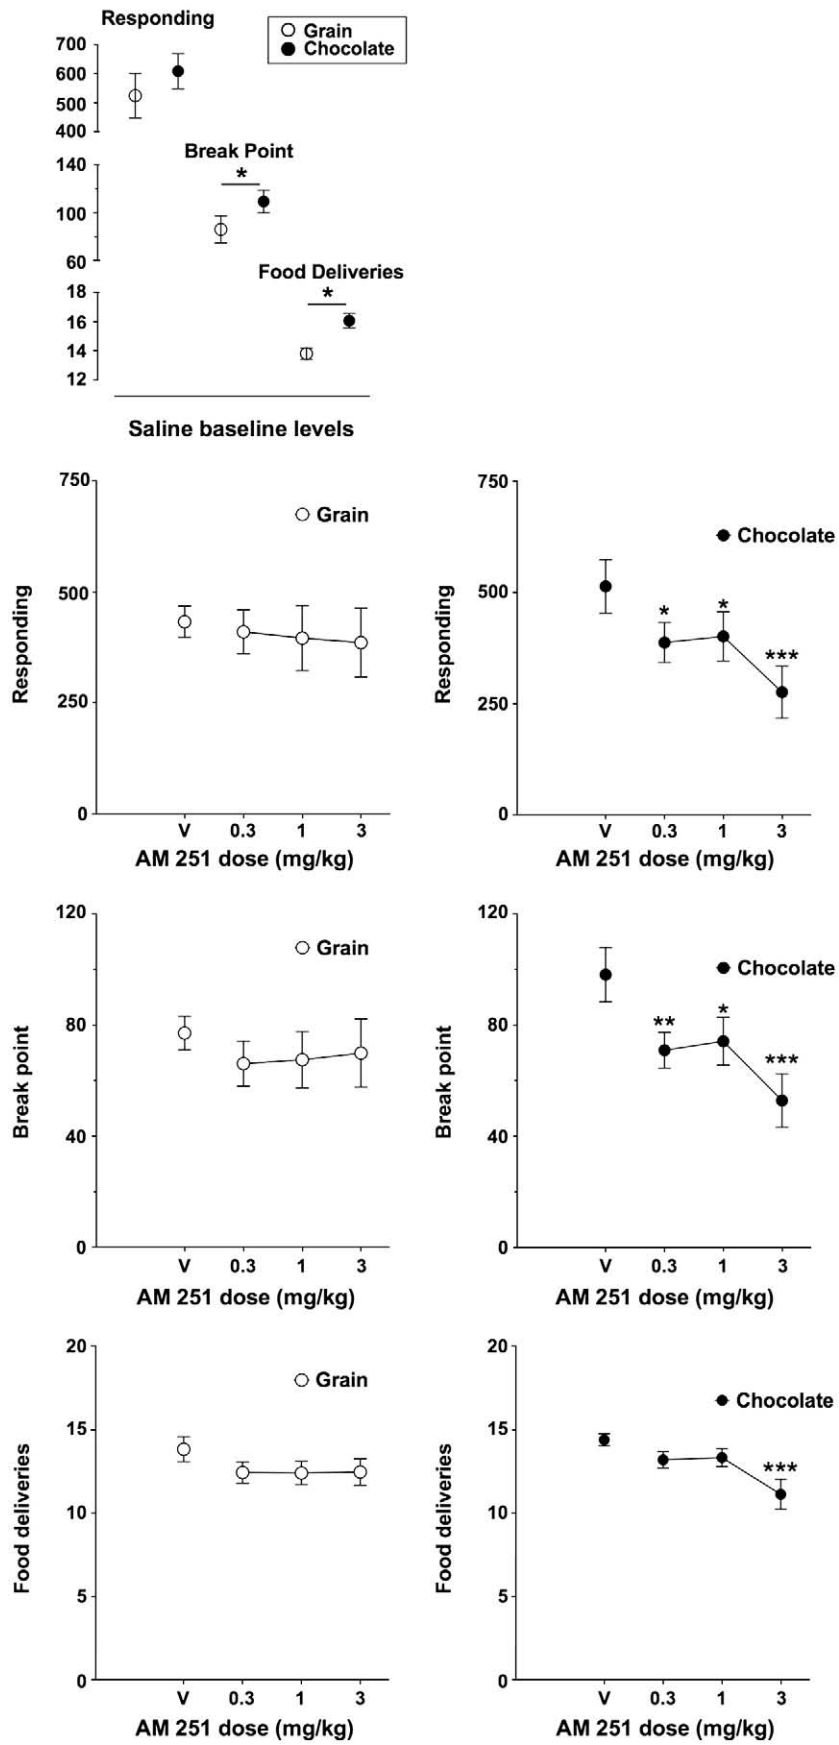 Responding
Grain
Chocolate
700
600
500
400
Break Point
*
140
100
60
Food Deliveries
*
18
16
14
12
Saline baseline levels
750
500
250
0
Responding
Grain
V 0.3 1 3
AM 251 dose (mg/kg)
750
500
250
0
Responding
Chocolate
* * ***
V 0.3 1 3
AM 251 dose (mg/kg)
120
80
40
0
Break point
Grain
V 0.3 1 3
AM 251 dose (mg/kg)
120
80
40
0
Break point
Chocolate
** * ***
V 0.3 1 3
AM 251 dose (mg/kg)
20
15
10
5
0
Food deliveries
Grain
V 0.3 1 3
AM 251 dose (mg/kg)
20
15
10
5
0
Food deliveries
Chocolate
***
V 0.3 1 3
AM 251 dose (mg/kg)